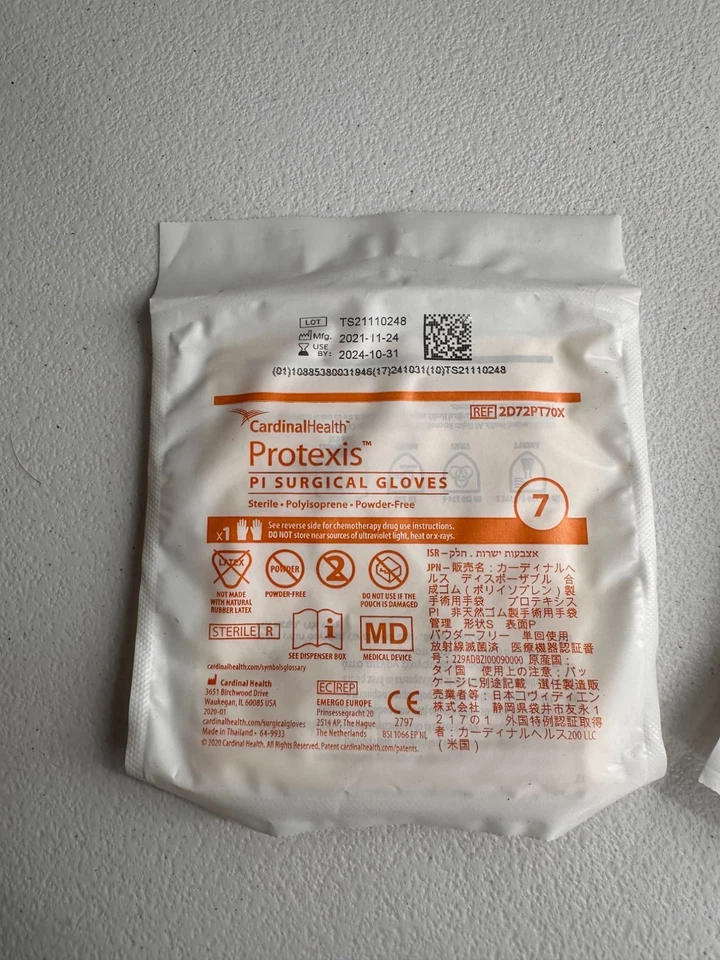 LOT TS21110248
Mfg. 2021-11-24
USE BY: 2024-10-31
(01)10885380031946(17)241031(10)TS21110248
REF 2D72PT70X
CardinalHealth™
Protexis™
PI SURGICAL GLOVES
Sterile • Polyisoprene • Powder-Free
7
x1
See reverse side for chemotherapy drug use instructions.
DO NOT store near sources of ultraviolet light, heat or x-rays.
LATEX
NOT MADE
WITH NATURAL
RUBBER LATEX
POWDER
POWDER-FREE
2
DO NOT USE IF THE
POUCH IS DAMAGED
STERILE R
i
SEE DISPENSER BOX
MD
MEDICAL DEVICE
cardinalhealth.com/symbolsglossary
Cardinal Health
3651 Birchwood Drive
Waukegan, IL 60085 USA
2020-01
cardinalhealth.com/surgicalgloves
Made in Thailand • 64-9933
© 2020 Cardinal Health. All Rights Reserved. Patent cardinalhealth.com/patents.
EC REP
EMERGO EUROPE
Prinsessegracht 20
2514 AP, The Hague
The Netherlands
CE
2797
BSI 1066 EP NL
ISR - אצבעות ישרות . חלק
JPN – 販売名：カーディナルヘ
ルス ディスポーザブル 合
成ゴム（ポリイソプレン）製
手術用手袋 プロテキシス
PI 非天然ゴム製手術用手袋
管理 形状S 表面P
パウダーフリー 単回使用
放射線滅菌済 医療機器認証番
号：229ADBZI00090000 原産国：
タイ国 使用上の注意：パッ
ケージに別途記載 選任製造販
売業者等：日本コヴィディエン
株式会社 静岡県袋井市友永1
217の1 外国特例認証取得
者：カーディナルヘルス200 LLC
（米国）